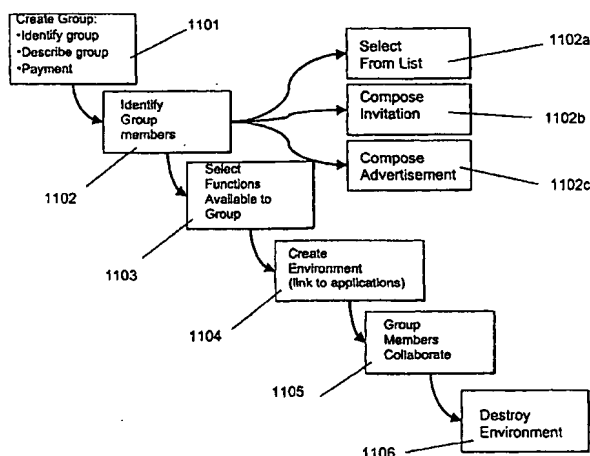 Create Group:
•Identify group
•Describe group
•Payment
1101
Select
From List
1102a
Identify
Group
members
1102
Compose
Invitation
1102b
Compose
Advertisement
1102c
Select
Functions
Available to
Group
1103
Create
Environment
(link to applications)
1104
Group
Members
Collaborate
1105
Destroy
Environment
1106